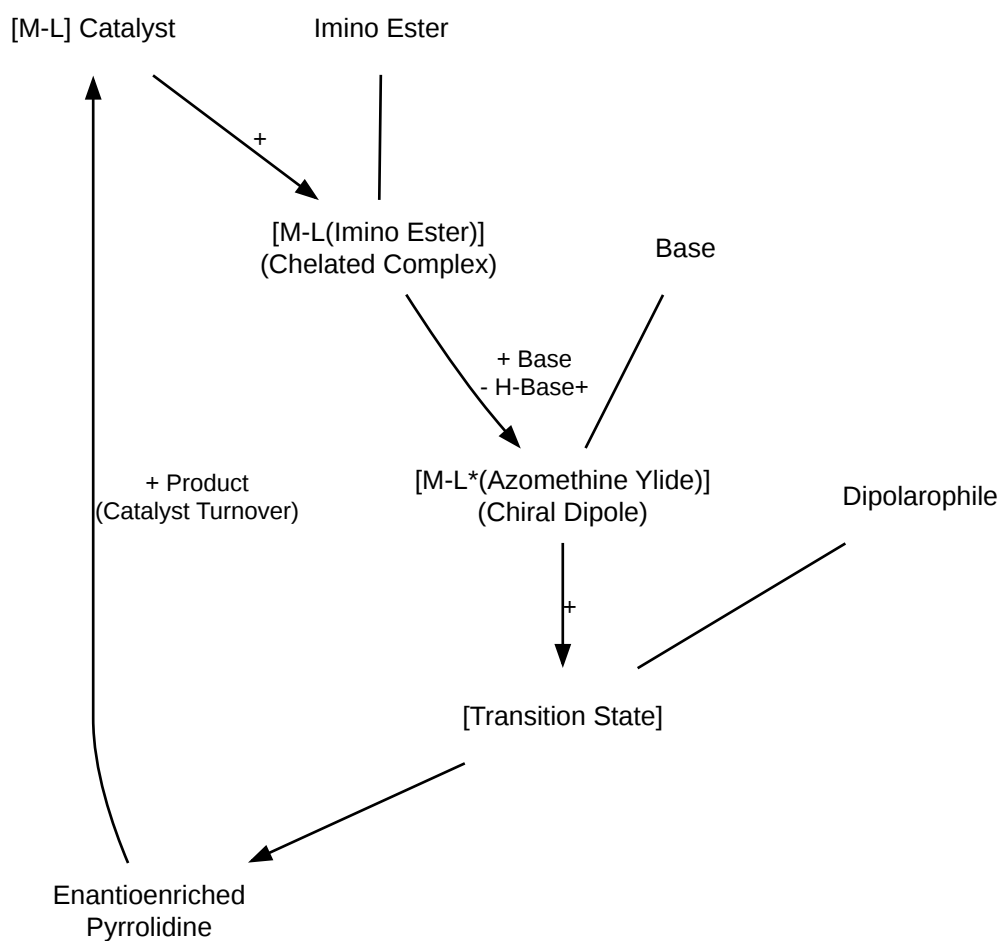 [M-L] Catalyst
Imino Ester
+
[M-L(Imino Ester)]
(Chelated Complex)
Base
+ Base
- H-Base+
[M-L*(Azomethine Ylide)]
(Chiral Dipole)
Dipolarophile
+ Product
(Catalyst Turnover)
+
[Transition State]
Enantioenriched
Pyrrolidine